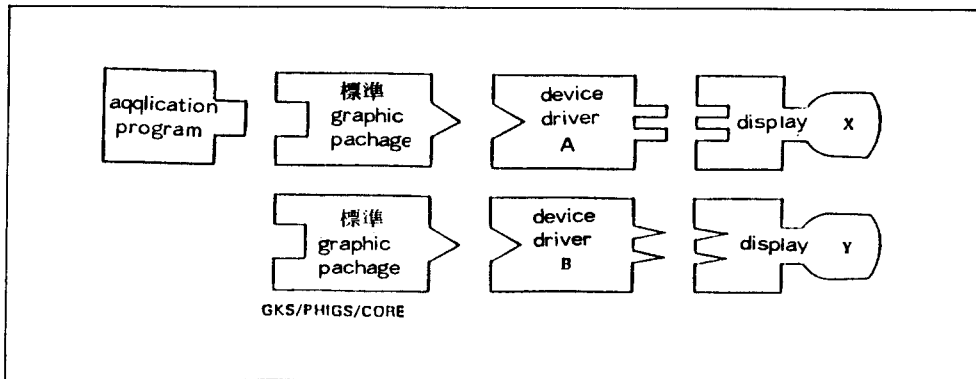 aqqlication
program
標準
graphic
pachage
device
driver
A
display
X
標準
graphic
pachage
device
driver
B
display
Y
GKS/PHIGS/CORE